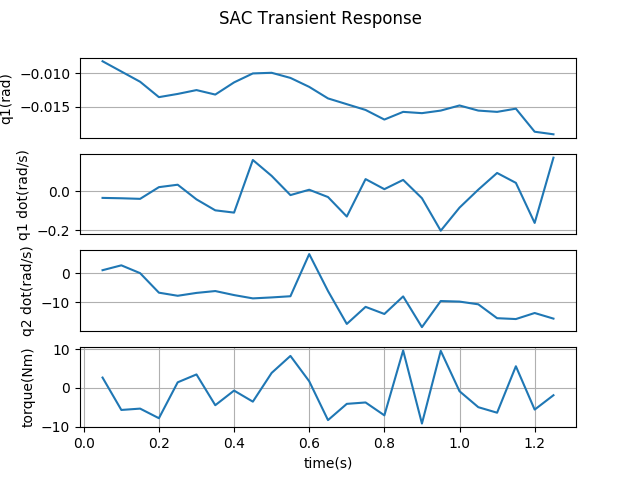 SAC Transient Response
q1(rad)
−0.010
−0.015
q1 dot(rad/s)
0.0
−0.2
q2 dot(rad/s)
0
−10
torque(Nm)
10
0
−10
0.0 0.2 0.4 0.6 0.8 1.0 1.2
time(s)